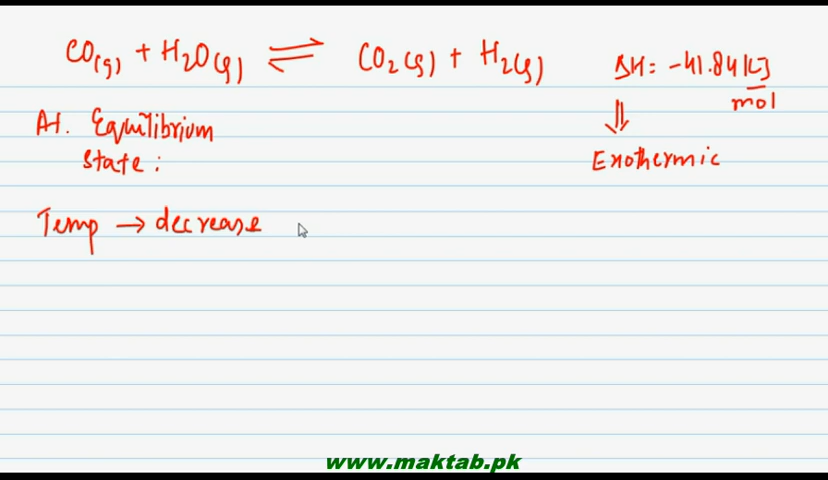 CO(g) + H2O(g) ⇌ CO2(g) + H2(g) ΔH = -41.84 kJ/mol
At. Equilibrium
State :
⇓
Exothermic
Temp → decrease
www.maktab.pk